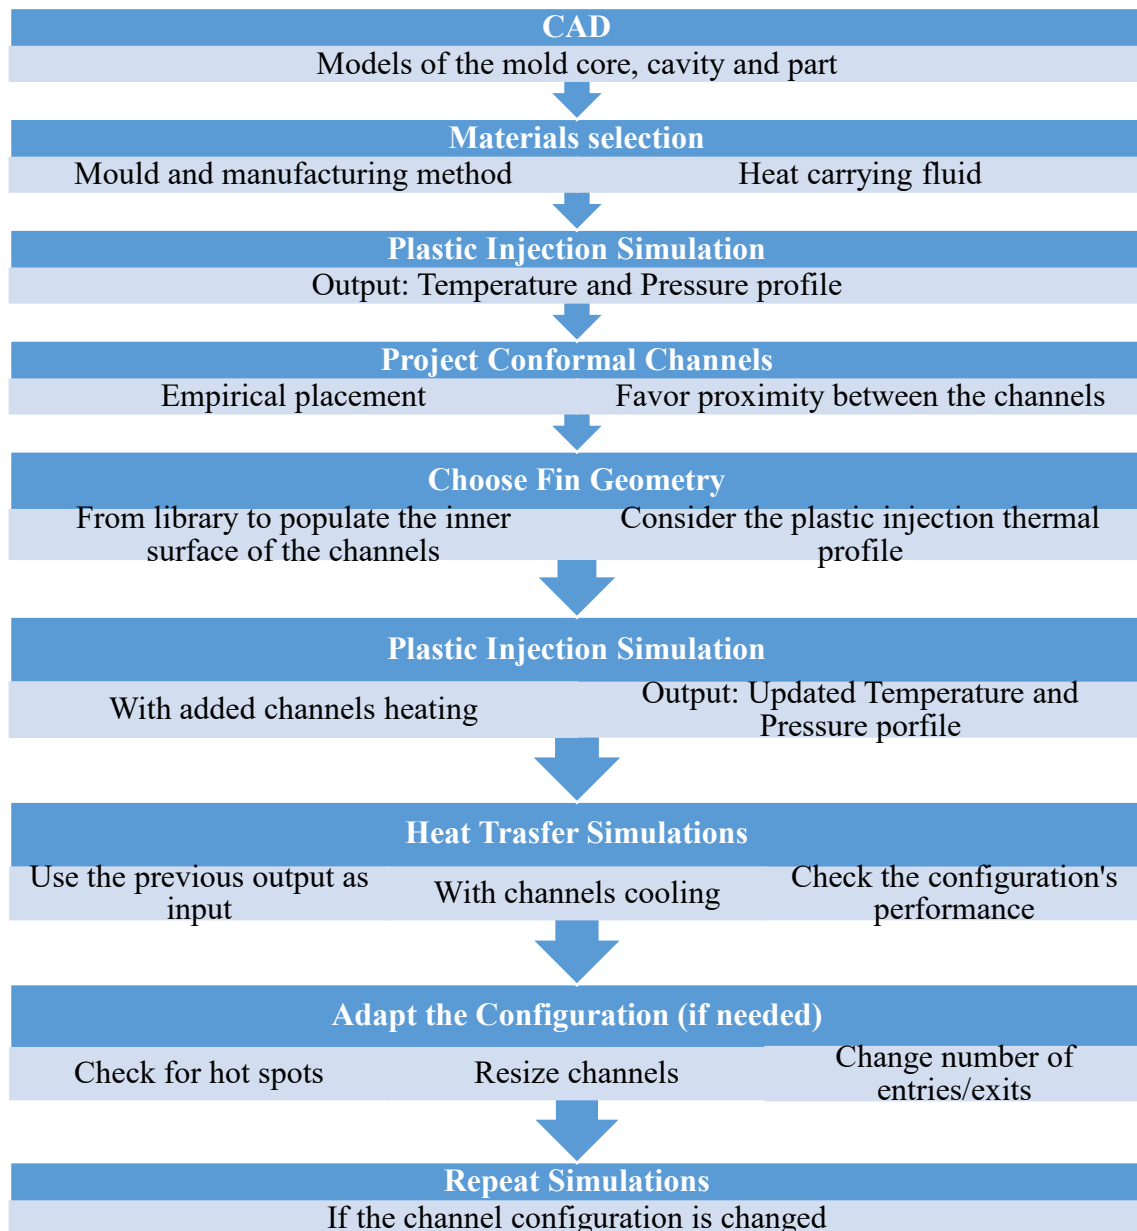 CAD
Models of the mold core, cavity and part
Materials selection
Mould and manufacturing method
Heat carrying fluid
Plastic Injection Simulation
Output: Temperature and Pressure profile
Project Conformal Channels
Empirical placement
Favor proximity between the channels
Choose Fin Geometry
From library to populate the inner
surface of the channels
Consider the plastic injection thermal
profile
Plastic Injection Simulation
With added channels heating
Output: Updated Temperature and
Pressure porfile
Heat Trasfer Simulations
Use the previous output as
input
With channels cooling
Check the configuration's
performance
Adapt the Configuration (if needed)
Check for hot spots
Resize channels
Change number of
entries/exits
Repeat Simulations
If the channel configuration is changed